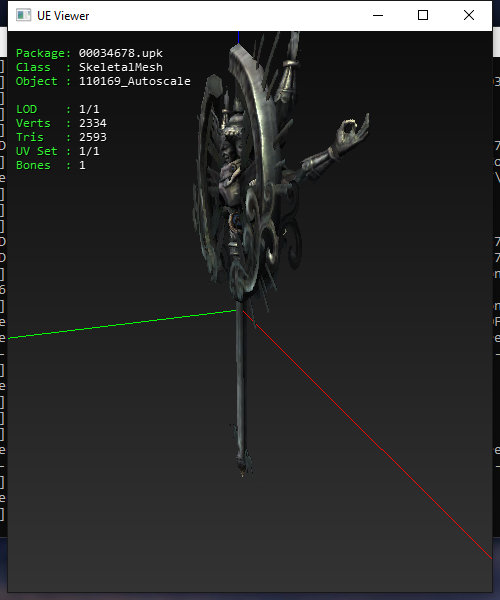 UE Viewer
Package: 00034678.upk
Class : SkeletalMesh
Object : 110169_Autoscale
LOD : 1/1
Verts : 2334
Tris : 2593
UV Set : 1/1
Bones : 1